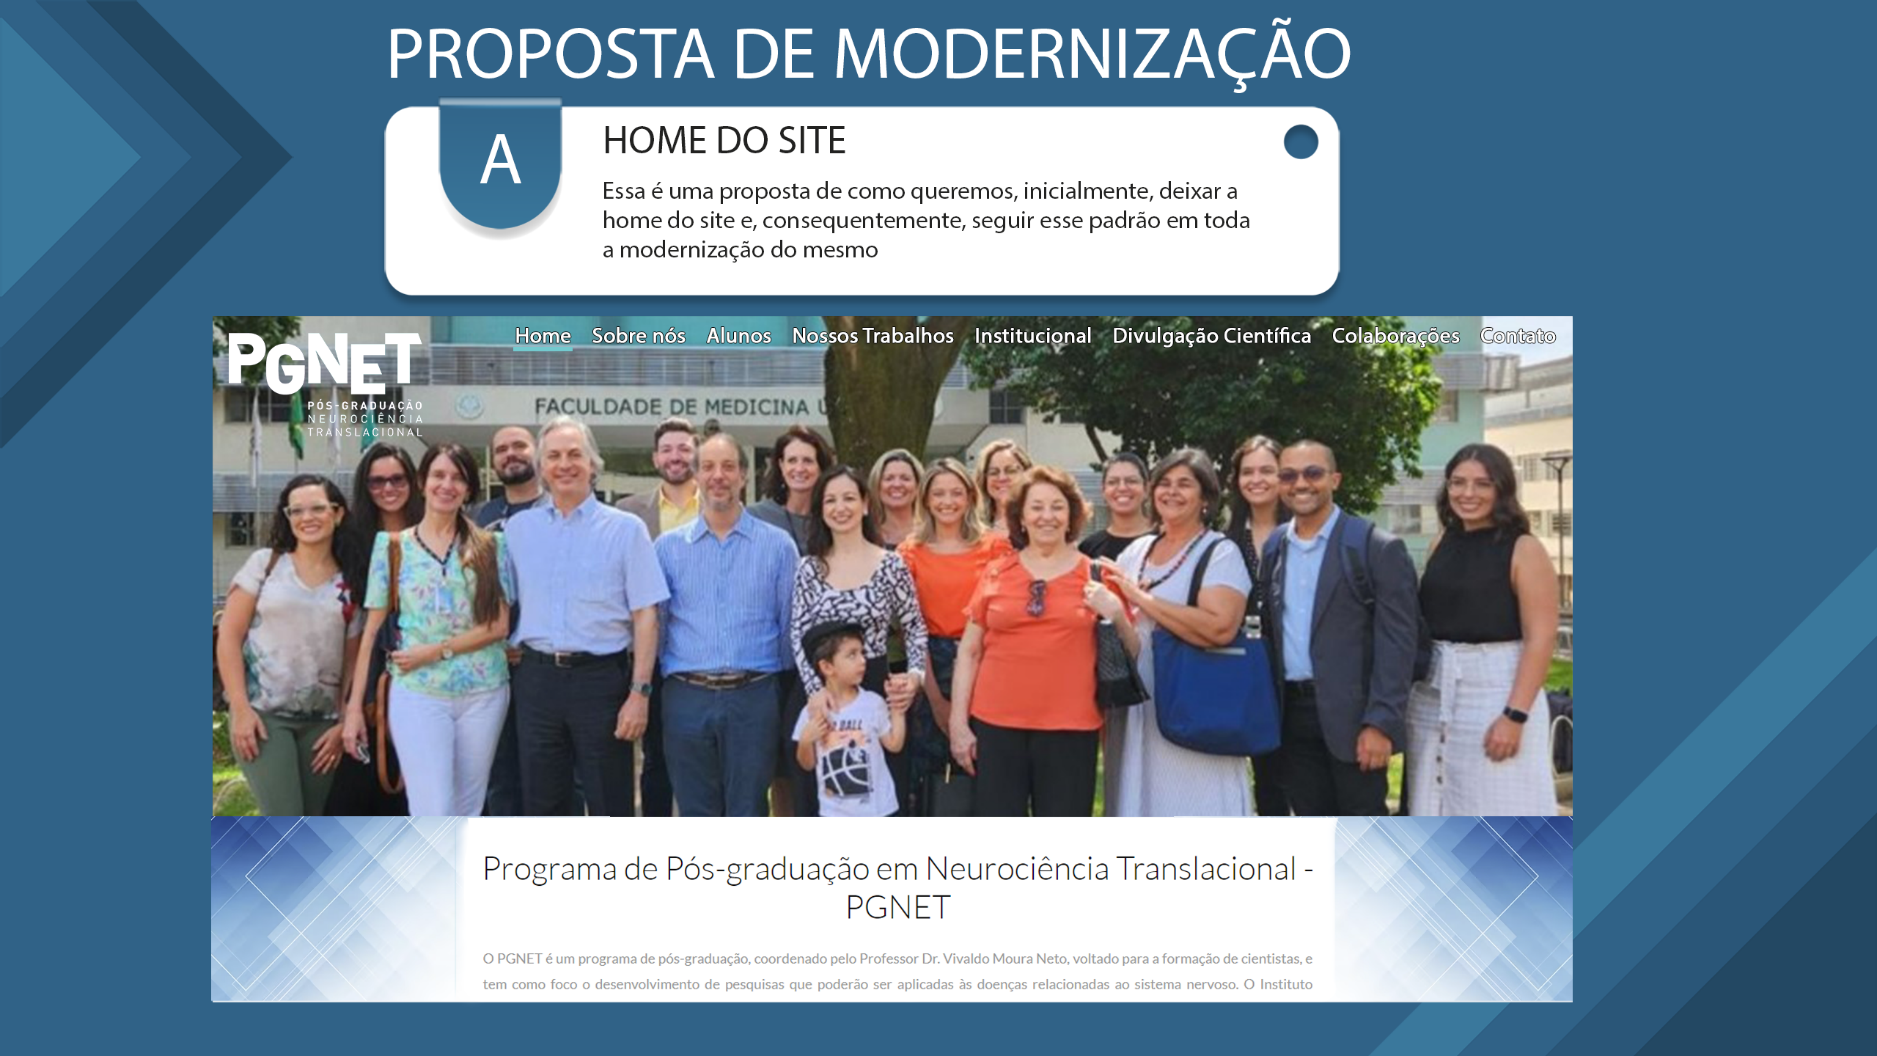 PROPOSTA DE MODERNIZAÇÃO
A
HOME DO SITE
Essa é uma proposta de como queremos, inicialmente, deixar a
home do site e, consequentemente, seguir esse padrão em toda
a modernização do mesmo
PGNET
PÓS-GRADUAÇÃO
NEUROCIÊNCIA
TRANSLACIONAL
Home Sobre nós Alunos Nossos Trabalhos Institucional Divulgação Científica Colaborações Contato
FACULDADE DE MEDICINA
BALL
Programa de Pós-graduação em Neurociência Translacional -
PGNET
O PGNET é um programa de pós-graduação, coordenado pelo Professor Dr. Vivaldo Moura Neto, voltado para a formação de cientistas, e
tem como foco o desenvolvimento de pesquisas que poderão ser aplicadas às doenças relacionadas ao sistema nervoso. O Instituto